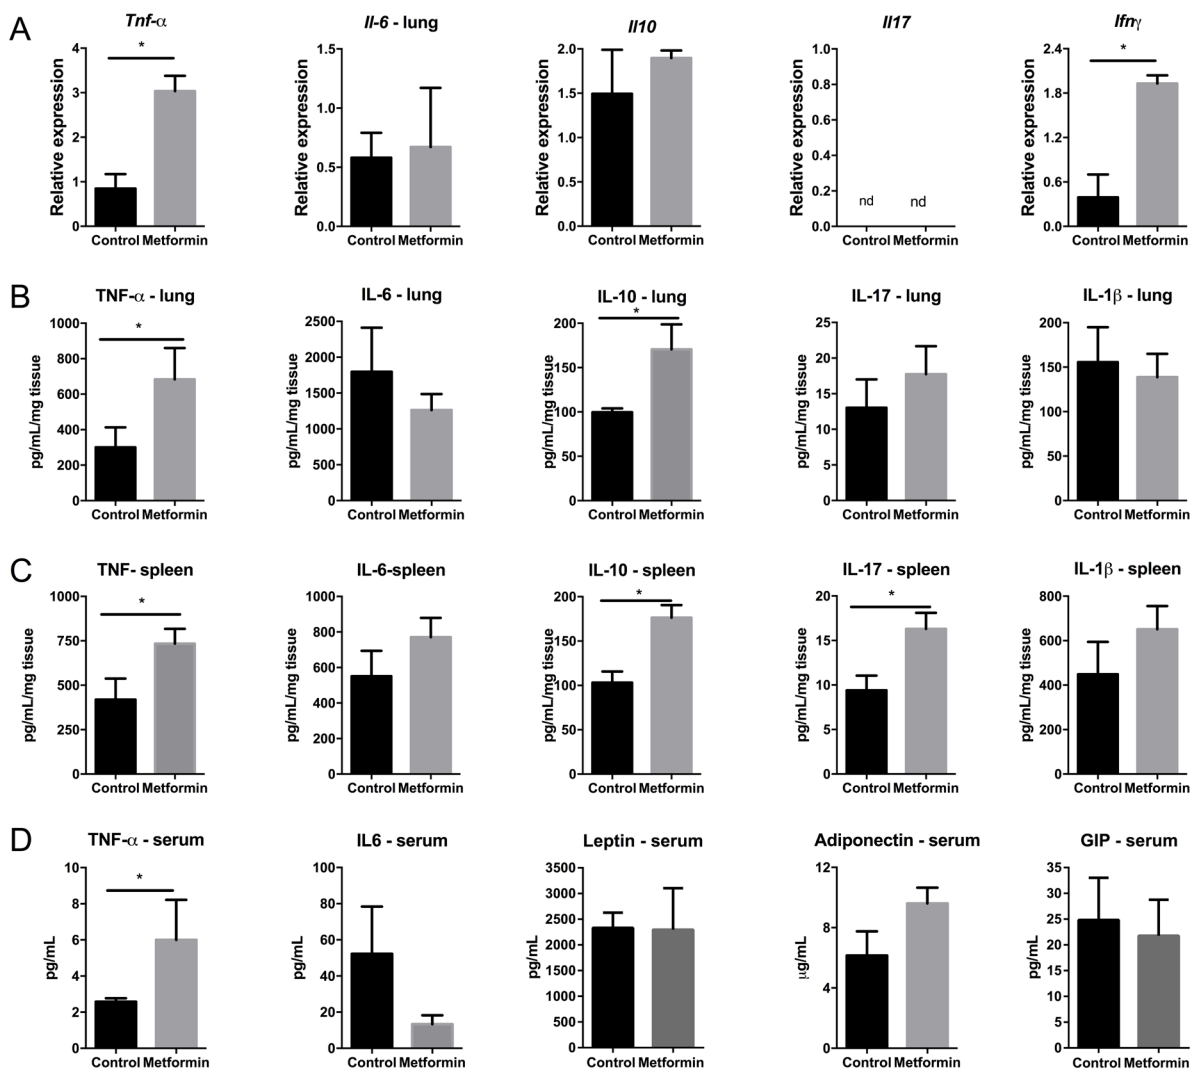 A
Tnf-α
Il-6 - lung
Il10
Il17
Ifnγ
Relative expression
4
3
2
1
0
*
Control Metformin
Relative expression
1.5
1.0
0.5
0.0
Control Metformin
Relative expression
2.0
1.5
1.0
0.5
0.0
Control Metformin
Relative expression
1.0
0.8
0.6
0.4
0.2
0.0
nd nd
Control Metformin
Relative expression
2.4
1.8
1.2
0.6
0.0
*
Control Metformin
B
TNF-α - lung
IL-6 - lung
IL-10 - lung
IL-17 - lung
IL-1β - lung
pg/mL/mg tissue
1000
800
600
400
200
0
*
Control Metformin
pg/mL/mg tissue
2500
2000
1500
1000
500
0
Control Metformin
pg/mL/mg tissue
200
150
100
50
0
*
Control Metformin
pg/mL/mg tissue
25
20
15
10
5
0
Control Metformin
pg/mL/mg tissue
200
150
100
50
0
Control Metformin
C
TNF- spleen
IL-6-spleen
IL-10 - spleen
IL-17 - spleen
IL-1β - spleen
pg/mL/mg tissue
1000
750
500
250
0
*
Control Metformin
pg/mL/mg tissue
1000
800
600
400
200
0
Control Metformin
pg/mL/mg tissue
200
150
100
50
0
*
Control Metformin
pg/mL/mg tissue
20
15
10
5
0
*
Control Metformin
pg/mL/mg tissue
800
600
400
200
0
Control Metformin
D
TNF-α - serum
IL6 - serum
Leptin - serum
Adiponectin - serum
GIP - serum
pg/mL
10
8
6
4
2
0
*
Control Metformin
pg/mL
100
80
60
40
20
0
Control Metformin
pg/mL
3500
3000
2500
2000
1500
1000
500
0
Control Metformin
µg/mL
12
8
4
0
Control Metformin
pg/mL
35
30
25
20
15
10
5
0
Control Metformin